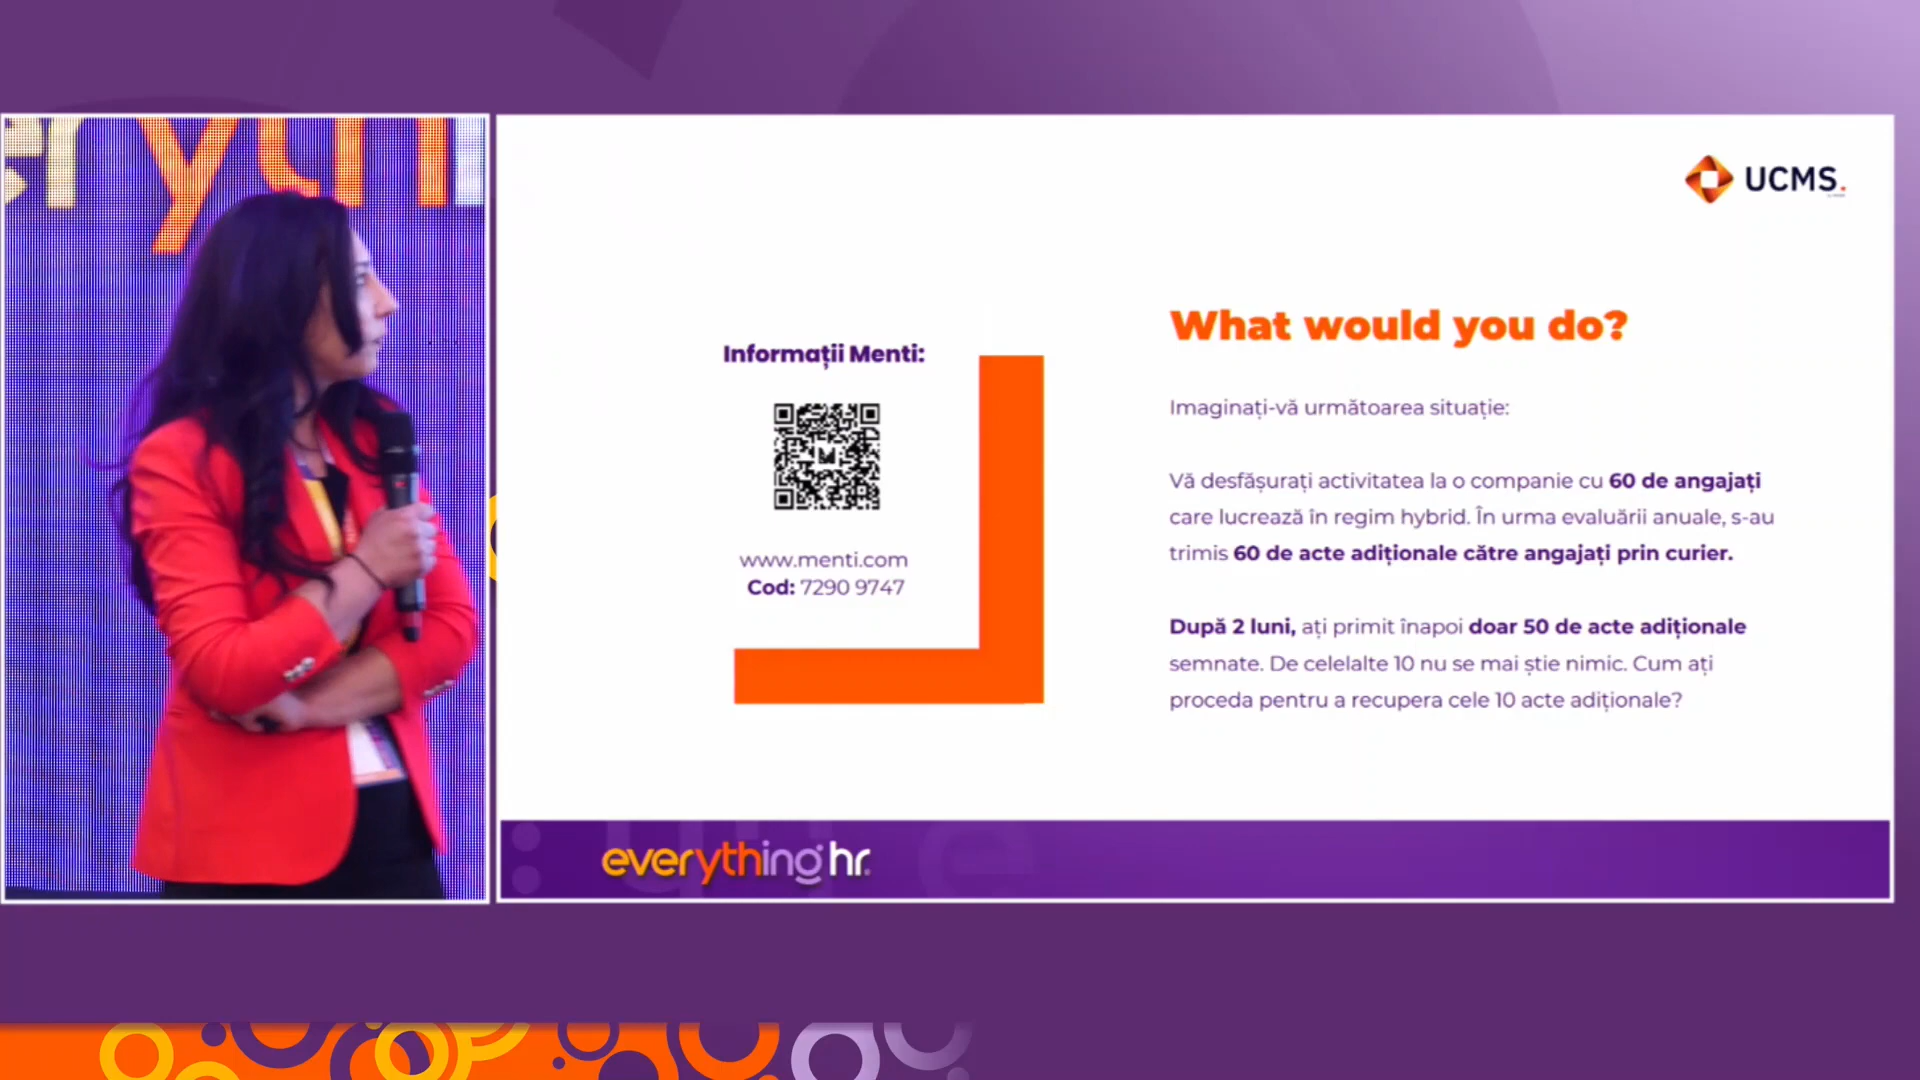 erythi
UCMS.
What would you do?
Informații Menti:
Imaginați-vă următoarea situație:
Vă desfășurați activitatea la o companie cu 60 de angajați
care lucrează în regim hybrid. În urma evaluării anuale, s-au
trimis 60 de acte adiționale către angajați prin curier.
www.menti.com
Cod: 7290 9747
După 2 luni, ați primit înapoi doar 50 de acte adiționale
semnate. De celelalte 10 nu se mai știe nimic. Cum ați
proceda pentru a recupera cele 10 acte adiționale?
everything hr.